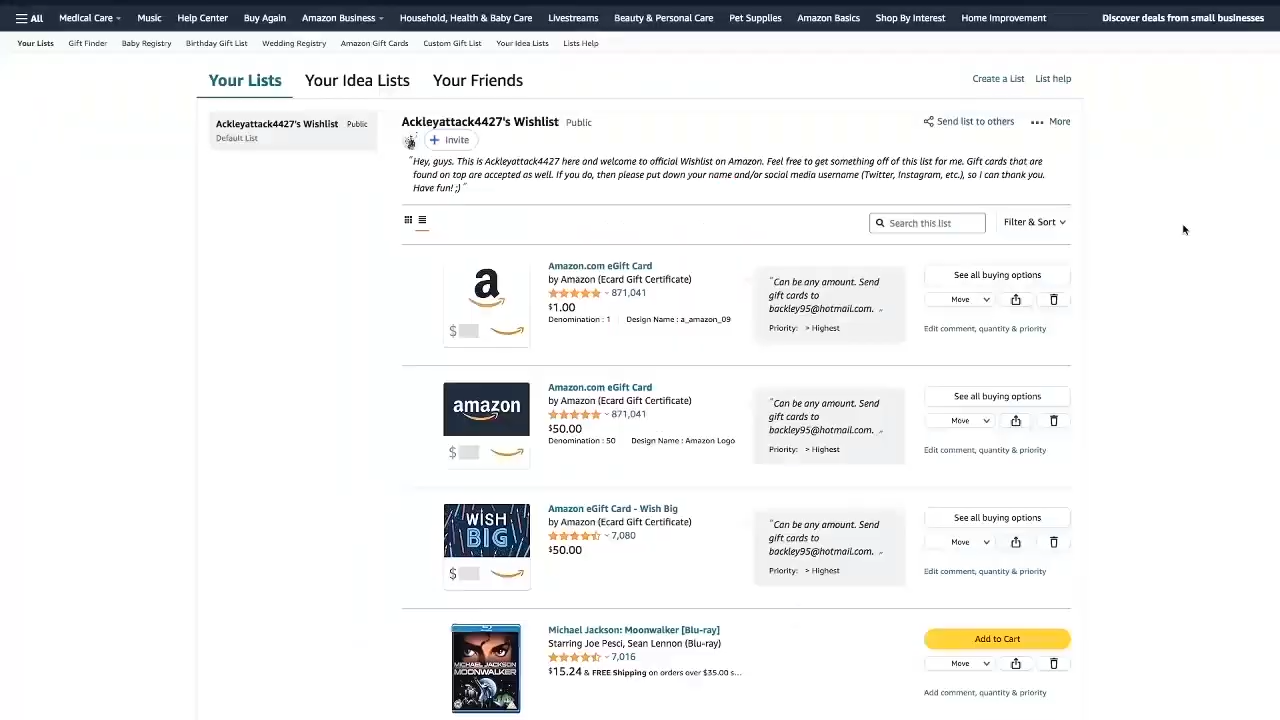 All Medical Care Music Help Center Buy Again Amazon Business Household, Health & Baby Care Livestreams Beauty & Personal Care Pet Supplies Amazon Basics Shop By Interest Home Improvement Discover deals from small businesses
Your Lists Gift Finder Baby Registry Birthday Gift List Wedding Registry Amazon Gift Cards Custom Gift List Your Idea Lists Lists Help
Your Lists Your Idea Lists Your Friends Create a List List help
Ackleyattack4427's Wishlist Public
Default List
Ackleyattack4427's Wishlist Public
Send list to others More
Invite
"Hey, guys. This is Ackleyattack4427 here and welcome to official Wishlist on Amazon. Feel free to get something off of this list for me. Gift cards that are
found on top are accepted as well. If you do, then please put down your name and/or social media username (Twitter, Instagram, etc.), so I can thank you.
Have fun! ;) "
Search this list Filter & Sort
a
$
Amazon.com eGift Card
by Amazon (Ecard Gift Certificate)
871,041
$1.00
Denomination : 1 Design Name : a_amazon_09
"Can be any amount. Send
gift cards to
backley95@hotmail.com. "
Priority: > Highest
See all buying options
Move
Edit comment, quantity & priority
amazon
$
Amazon.com eGift Card
by Amazon (Ecard Gift Certificate)
871,041
$50.00
Denomination : 50 Design Name : Amazon Logo
"Can be any amount. Send
gift cards to
backley95@hotmail.com. "
Priority: > Highest
See all buying options
Move
Edit comment, quantity & priority
WISH
BIG
$
Amazon eGift Card - Wish Big
by Amazon (Ecard Gift Certificate)
7,080
$50.00
"Can be any amount. Send
gift cards to
backley95@hotmail.com. "
Priority: > Highest
See all buying options
Move
Edit comment, quantity & priority
MICHAEL JACKSON
MOONWALKER
Michael Jackson: Moonwalker [Blu-ray]
Starring Joe Pesci, Sean Lennon (Blu-ray)
7,016
$15.24 & FREE Shipping on orders over $35.00 s...
Add to Cart
Move
Add comment, quantity & priority